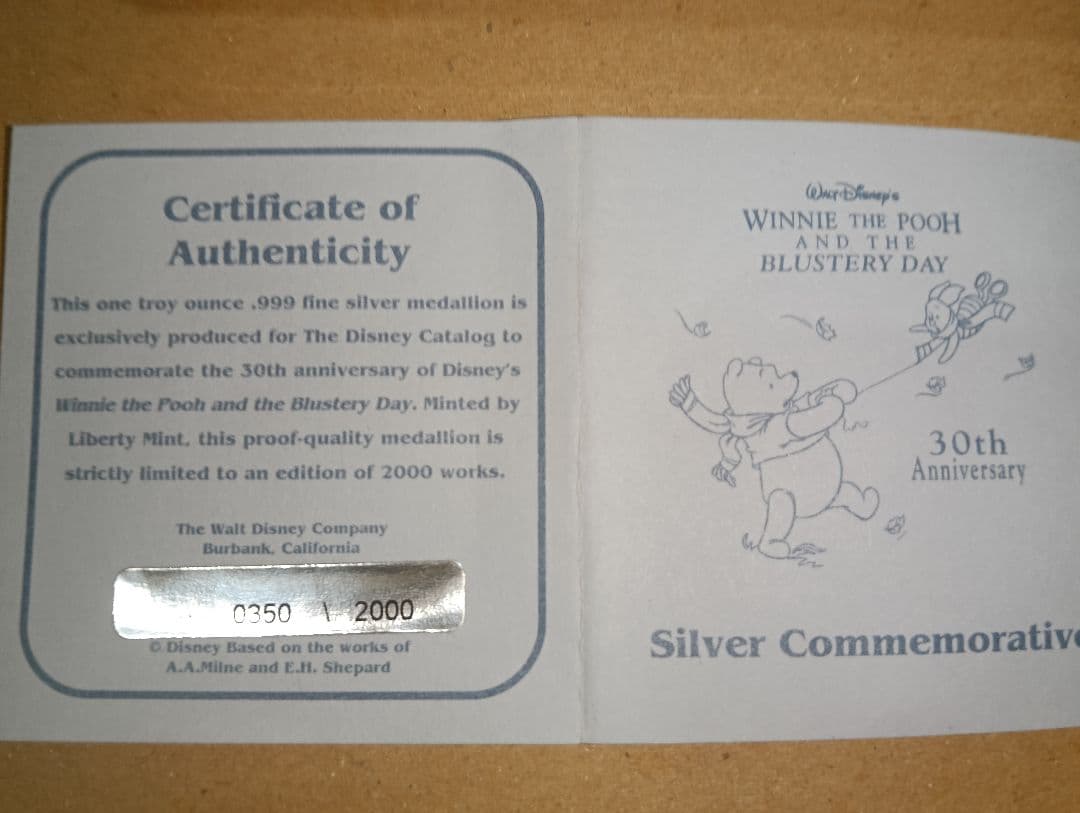 Certificate of
Authenticity
This one troy ounce .999 fine silver medallion is
exclusively produced for The Disney Catalog to
commemorate the 30th anniversary of Disney's
Winnie the Pooh and the Blustery Day. Minted by
Liberty Mint, this proof-quality medallion is
strictly limited to an edition of 2000 works.
The Walt Disney Company
Burbank, California
0350 \ 2000
© Disney Based on the works of
A.A.Milne and E.H. Shepard
Walt Disney's
WINNIE THE POOH
AND THE
BLUSTERY DAY
30th
Anniversary
Silver Commemorative